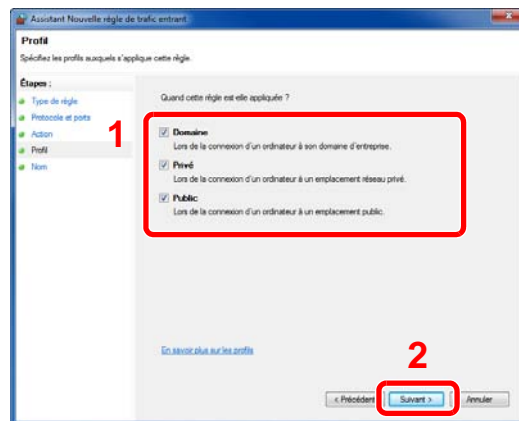 Assistant Nouvelle règle de trafic entrant
Profil
Spécifiez les profils auxquels s'applique cette règle.
Étapes :
Type de règle
Protocole et ports
Action
Profil
Nom
Quand cette règle est elle appliquée ?
1
Domaine
Lors de la connexion d'un ordinateur à son domaine d'entreprise.
Privé
Lors de la connexion d'un ordinateur à un emplacement réseau privé.
Public
Lors de la connexion d'un ordinateur à un emplacement public.
En savoir plus sur les profils
2
< Précédent
Suivant >
Annuler